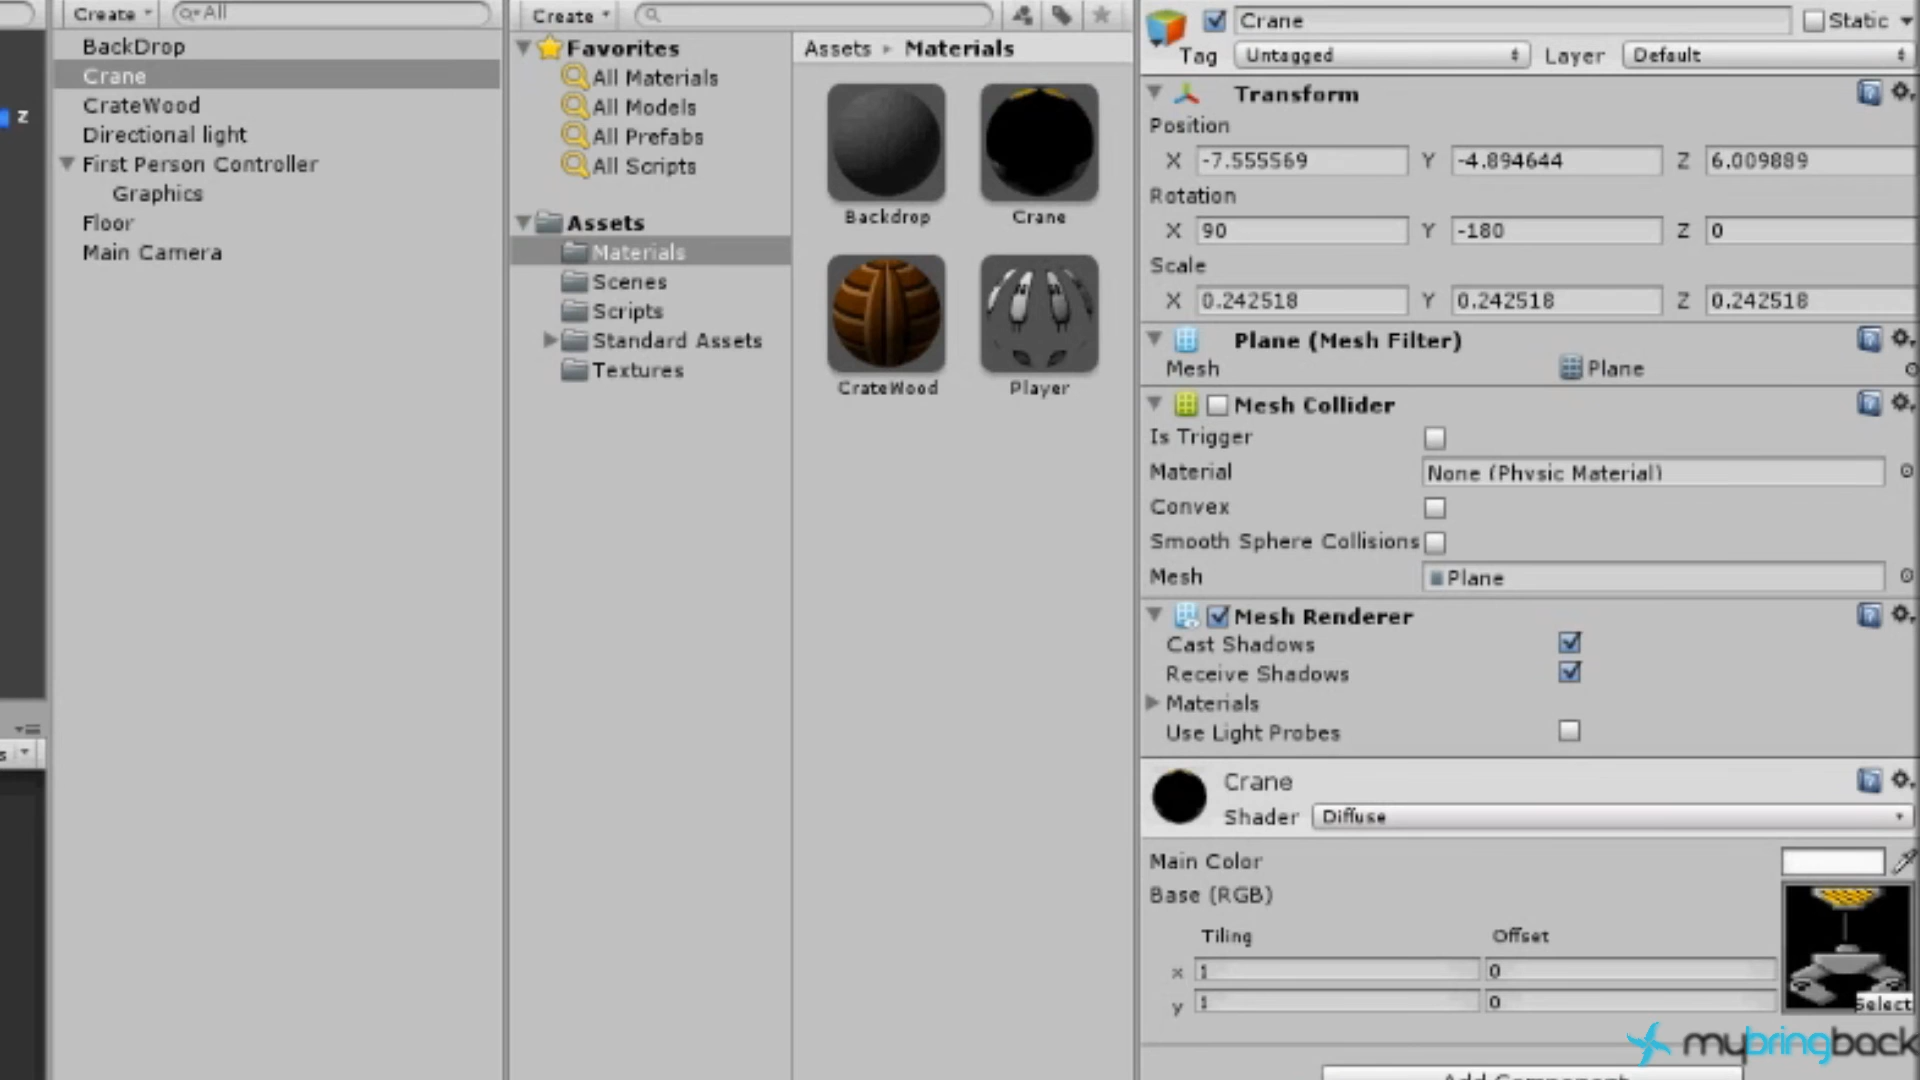 Create
All
BackDrop
Crane
CrateWood
Directional light
First Person Controller
Graphics
Floor
Main Camera
z
s
Create
Favorites
All Materials
All Models
All Prefabs
All Scripts
Assets
Materials
Scenes
Scripts
Standard Assets
Textures
Assets Materials
Backdrop
Crane
CrateWood
Player
Crane Static
Tag Untagged Layer Default
Transform
Position
X -7.555569 Y -4.894644 Z 6.009889
Rotation
X 90 Y -180 Z 0
Scale
X 0.242518 Y 0.242518 Z 0.242518
Plane (Mesh Filter)
Mesh Plane
Mesh Collider
Is Trigger
Material None (Physic Material)
Convex
Smooth Sphere Collisions
Mesh Plane
Mesh Renderer
Cast Shadows
Receive Shadows
Materials
Use Light Probes
Crane
Shader Diffuse
Main Color
Base (RGB)
Tiling Offset
x 1 0
y 1 0
Select
mybringback
Add Component